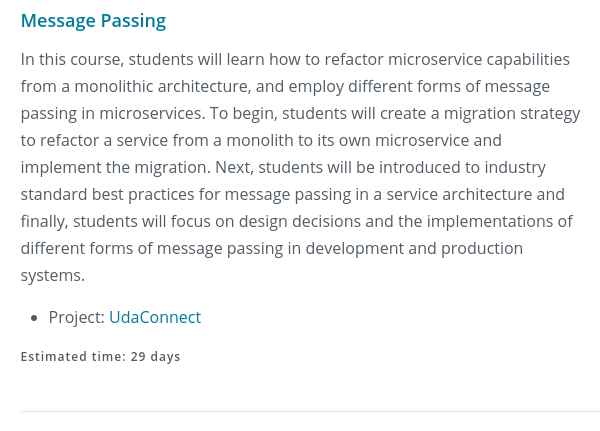 Message Passing
In this course, students will learn how to refactor microservice capabilities
from a monolithic architecture, and employ different forms of message
passing in microservices. To begin, students will create a migration strategy
to refactor a service from a monolith to its own microservice and
implement the migration. Next, students will be introduced to industry
standard best practices for message passing in a service architecture and
finally, students will focus on design decisions and the implementations of
different forms of message passing in development and production
systems.
• Project: UdaConnect
Estimated time: 29 days